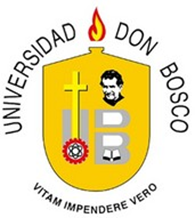 UNIVERSIDAD DON BOSCO
UDB
VITAM IMPENDERE VERO